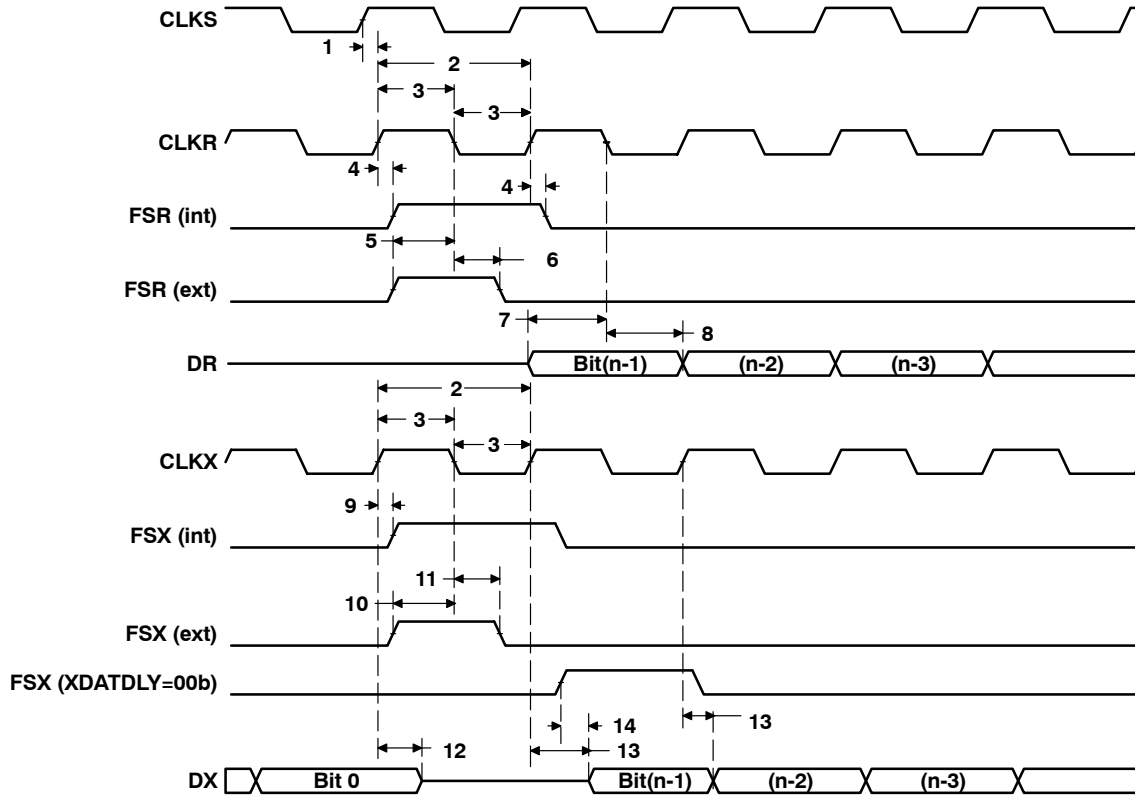 CLKS
1
2
3
3
CLKR
4
4
FSR (int)
5
6
FSR (ext)
7
8
DR
Bit(n-1)
(n-2)
(n-3)
2
3
3
CLKX
9
FSX (int)
11
10
FSX (ext)
FSX (XDATDLY=00b)
14
13
12
13
DX
Bit 0
Bit(n-1)
(n-2)
(n-3)